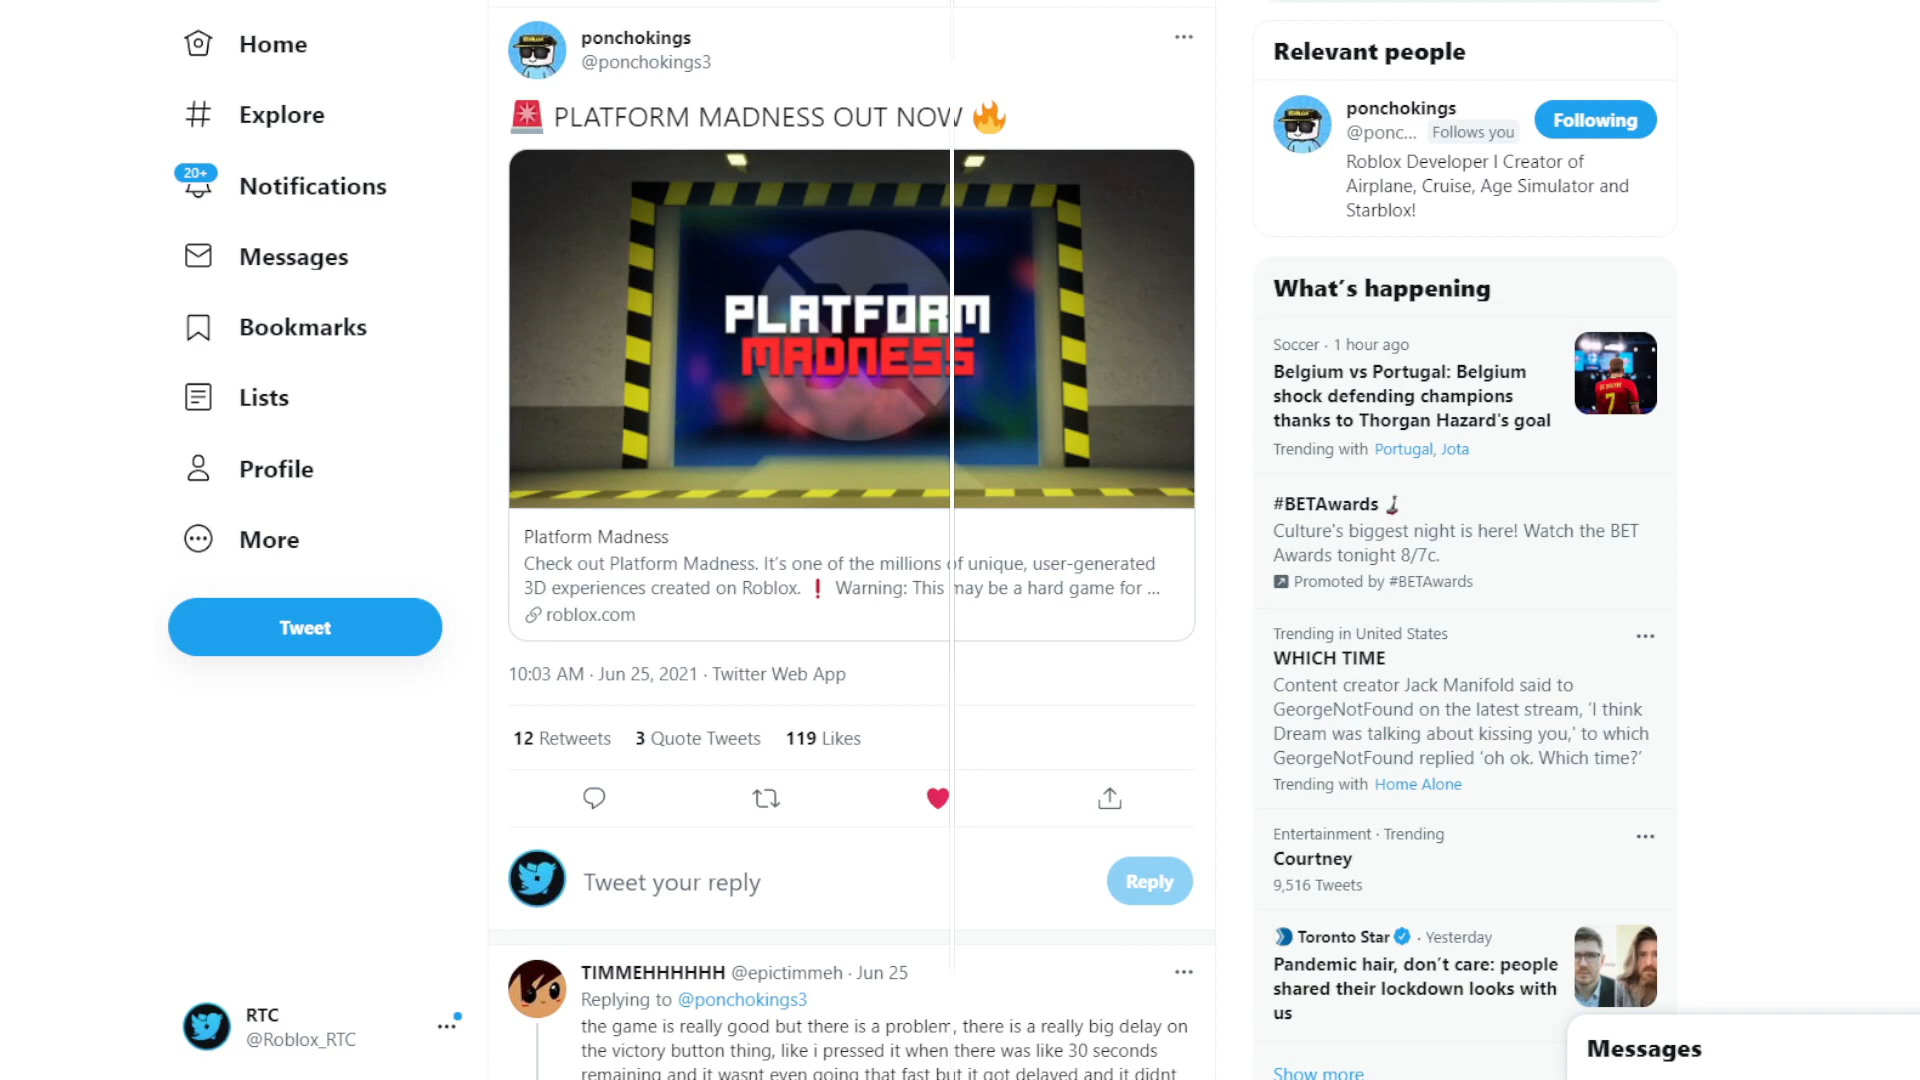 Home
Explore
20+
Notifications
Messages
Bookmarks
Lists
Profile
More
Tweet
RTC
@Roblox_RTC
ponchokings
@ponchokings3
🚨 PLATFORM MADNESS OUT NOW 🔥
PLATFORM
MADNESS
Platform Madness
Check out Platform Madness. It's one of the millions of unique, user-generated
3D experiences created on Roblox. ❗ Warning: This may be a hard game for ...
roblox.com
10:03 AM · Jun 25, 2021 · Twitter Web App
12 Retweets 3 Quote Tweets 119 Likes
Tweet your reply
Reply
TIMMEHHHHHH @epictimmeh · Jun 25
Replying to @ponchokings3
the game is really good but there is a problem, there is a really big delay on
the victory button thing, like i pressed it when there was like 30 seconds
remaining and it wasnt even going that fast but it got delayed and it didnt
Relevant people
ponchokings
@ponc... Follows you
Following
Roblox Developer I Creator of
Airplane, Cruise, Age Simulator and
Starblox!
What's happening
Soccer · 1 hour ago
Belgium vs Portugal: Belgium
shock defending champions
thanks to Thorgan Hazard's goal
Trending with Portugal, Jota
7
#BETAwards
Culture's biggest night is here! Watch the BET
Awards tonight 8/7c.
Promoted by #BETAwards
Trending in United States
WHICH TIME
Content creator Jack Manifold said to
GeorgeNotFound on the latest stream, 'I think
Dream was talking about kissing you,' to which
GeorgeNotFound replied 'oh ok. Which time?'
Trending with Home Alone
Entertainment · Trending
Courtney
9,516 Tweets
Toronto Star · Yesterday
Pandemic hair, don't care: people
shared their lockdown looks with
us
Show more
Messages